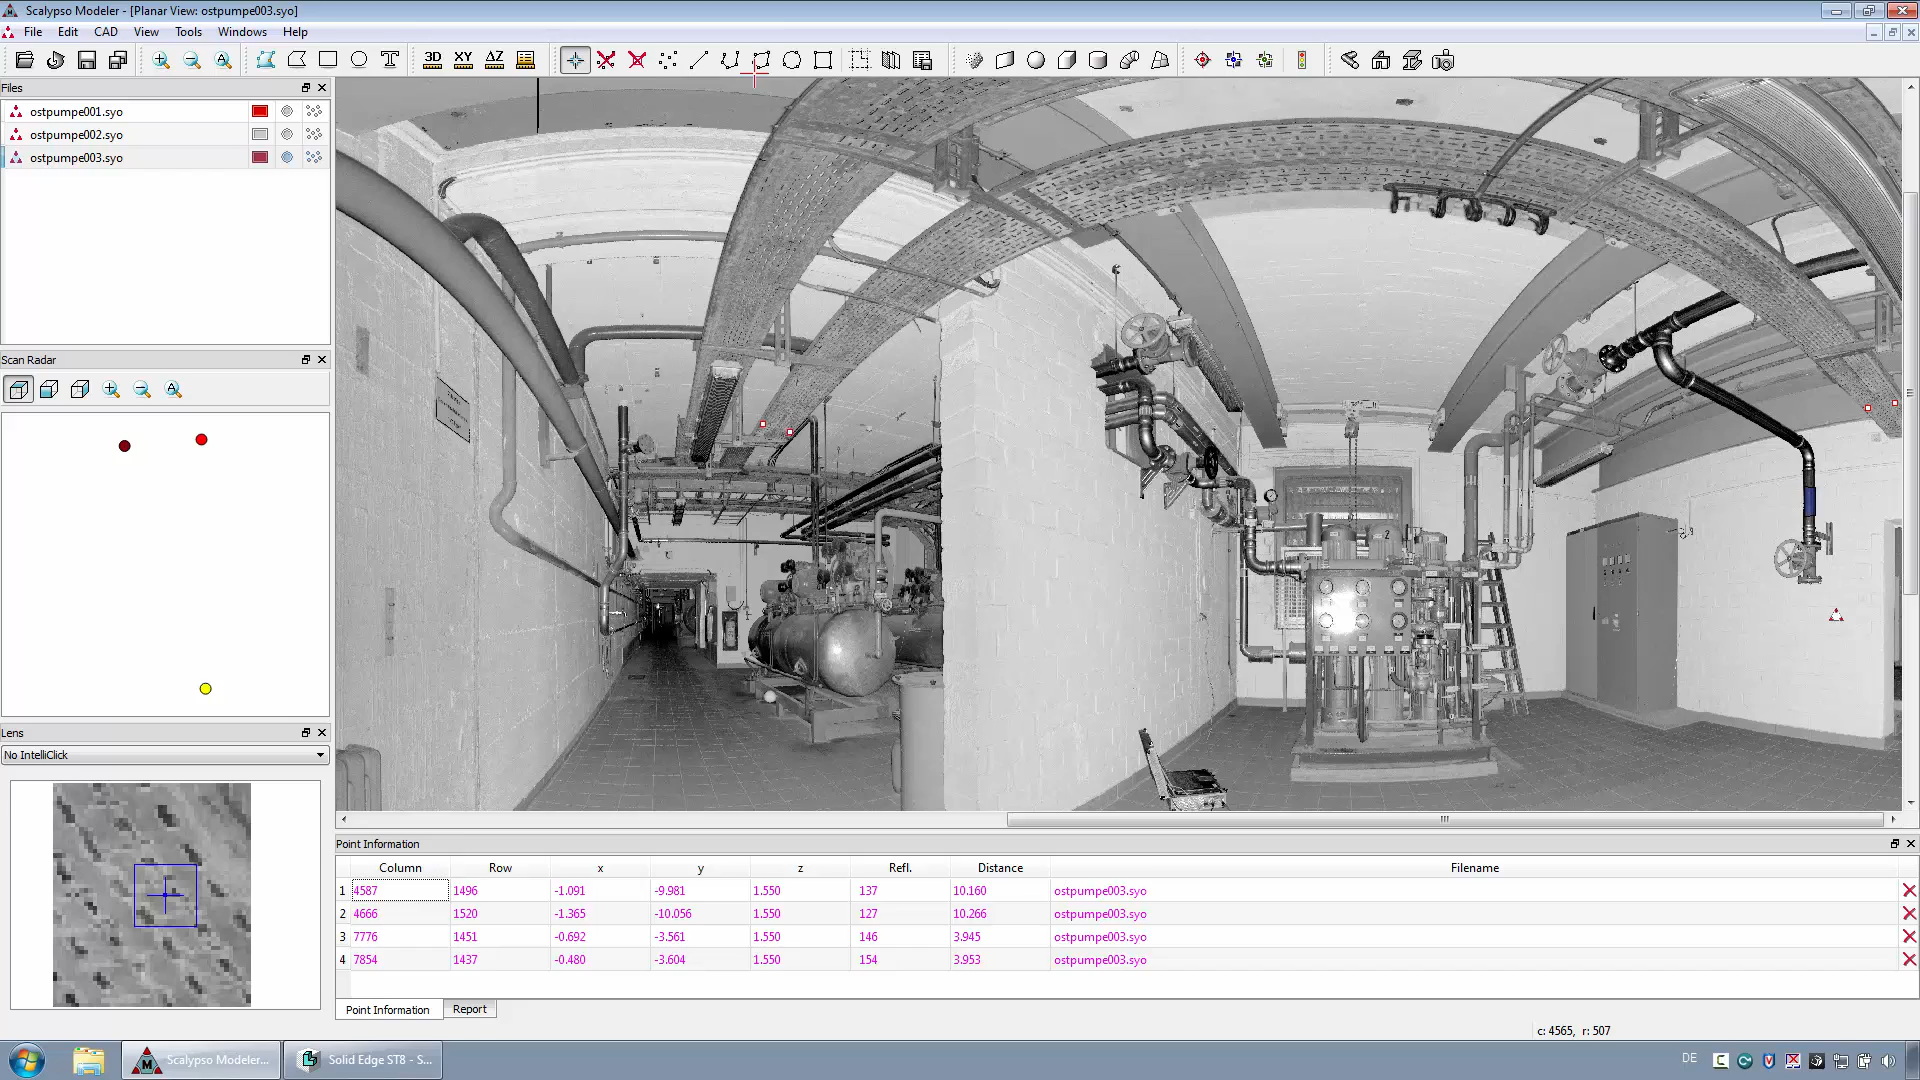 Scalypso Modeler - [Planar View: ostpumpe003.syo]
File Edit CAD View Tools Windows Help
3D XY ΔZ
Files
ostpumpe001.syo
ostpumpe002.syo
ostpumpe003.syo
Scan Radar
Lens
No IntelliClick
2
Point Information
Column Row x y z Refl. Distance Filename
1 4587 1496 -1.091 -9.981 1.550 137 10.160 ostpumpe003.syo
2 4666 1520 -1.365 -10.056 1.550 127 10.266 ostpumpe003.syo
3 7776 1451 -0.692 -3.561 1.550 146 3.945 ostpumpe003.syo
4 7854 1437 -0.480 -3.604 1.550 154 3.953 ostpumpe003.syo
Point Information Report
c: 4565, r: 507
Scalypso Modeler... Solid Edge ST8 - S... DE